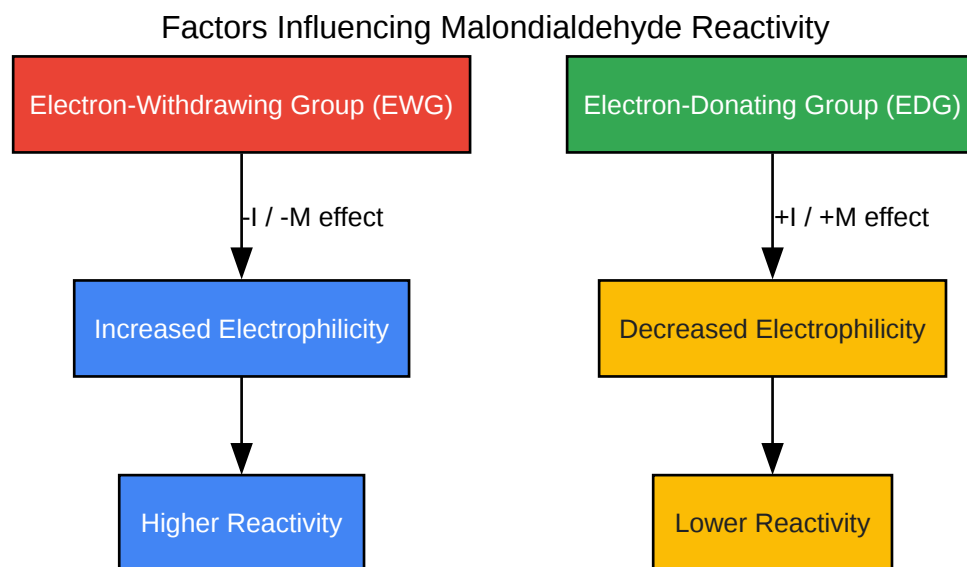 Factors Influencing Malondialdehyde Reactivity
Electron-Withdrawing Group (EWG)
Electron-Donating Group (EDG)
-I / -M effect
+I / +M effect
Increased Electrophilicity
Decreased Electrophilicity
Higher Reactivity
Lower Reactivity